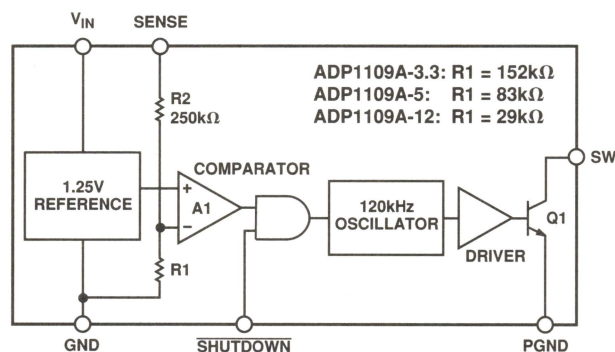 VIN
SENSE
ADP1109A-3.3: R1 = 152kΩ
ADP1109A-5: R1 = 83kΩ
ADP1109A-12: R1 = 29kΩ
R2
250kΩ
SW
COMPARATOR
1.25V
REFERENCE
+
A1
−
120kHz
OSCILLATOR
Q1
DRIVER
R1
GND
SHUTDOWN
PGND